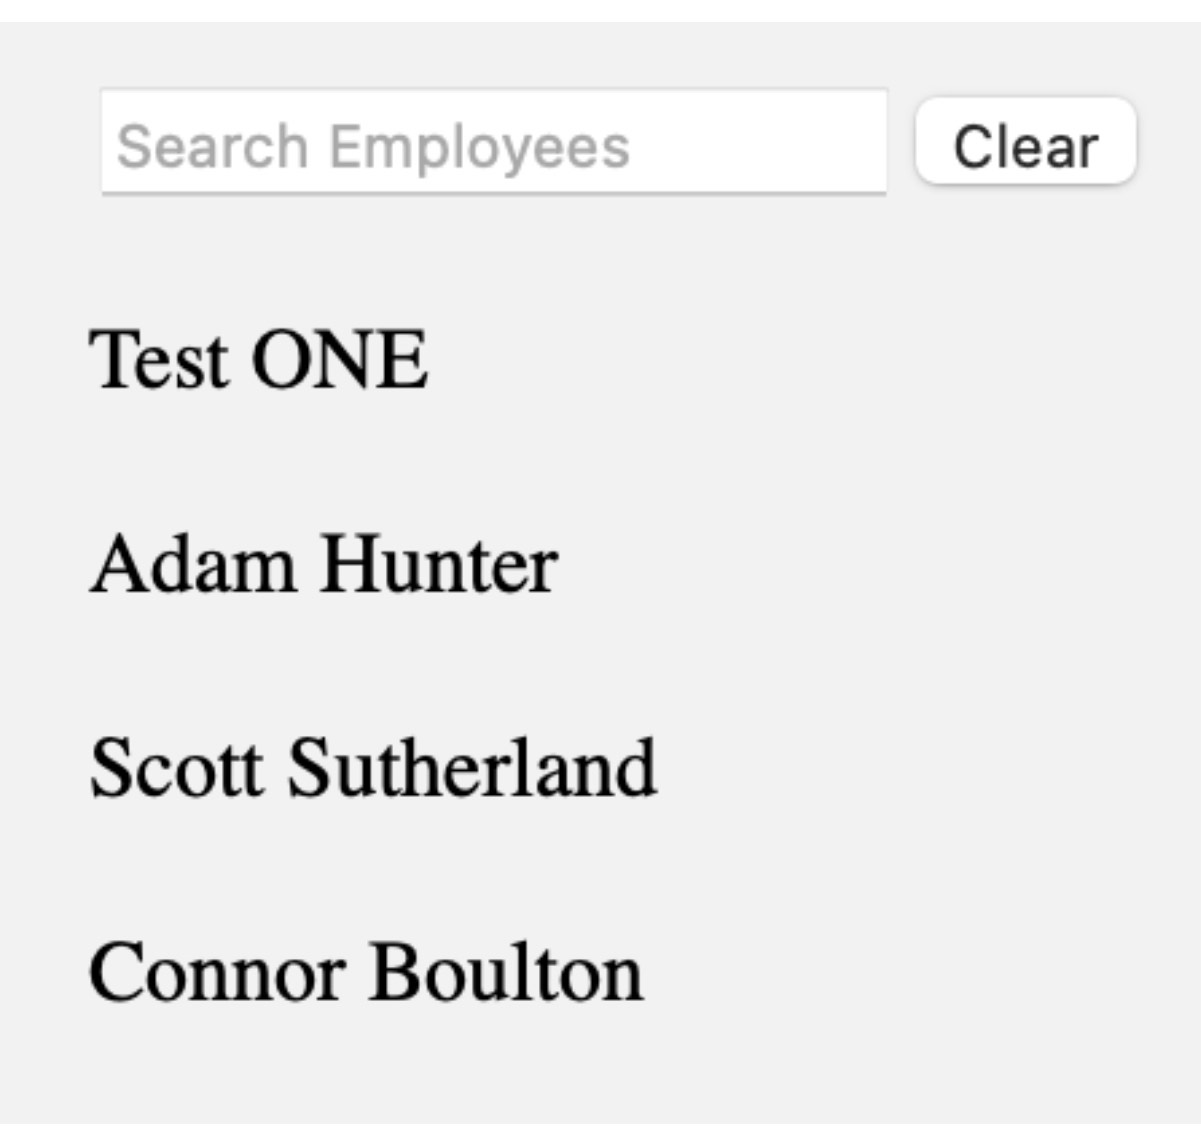 Search Employees Clear
Test ONE
Adam Hunter
Scott Sutherland
Connor Boulton